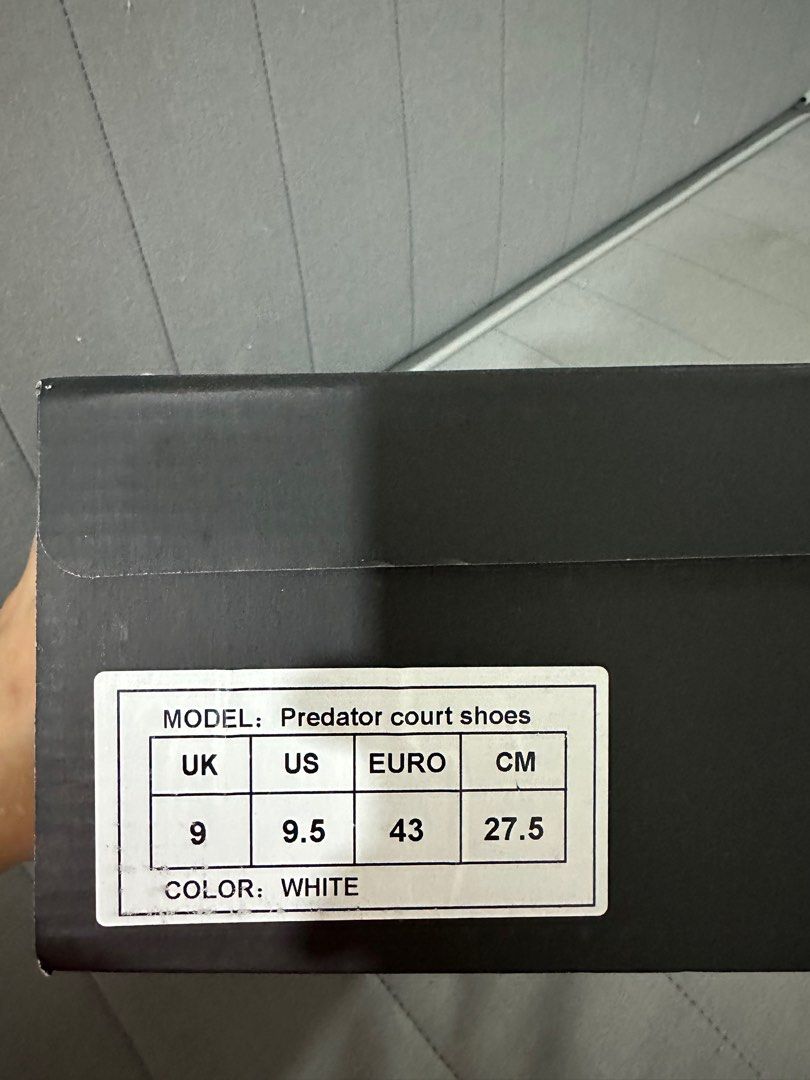 MODEL: Predator court shoes
UK US EURO CM
9 9.5 43 27.5
COLOR: WHITE